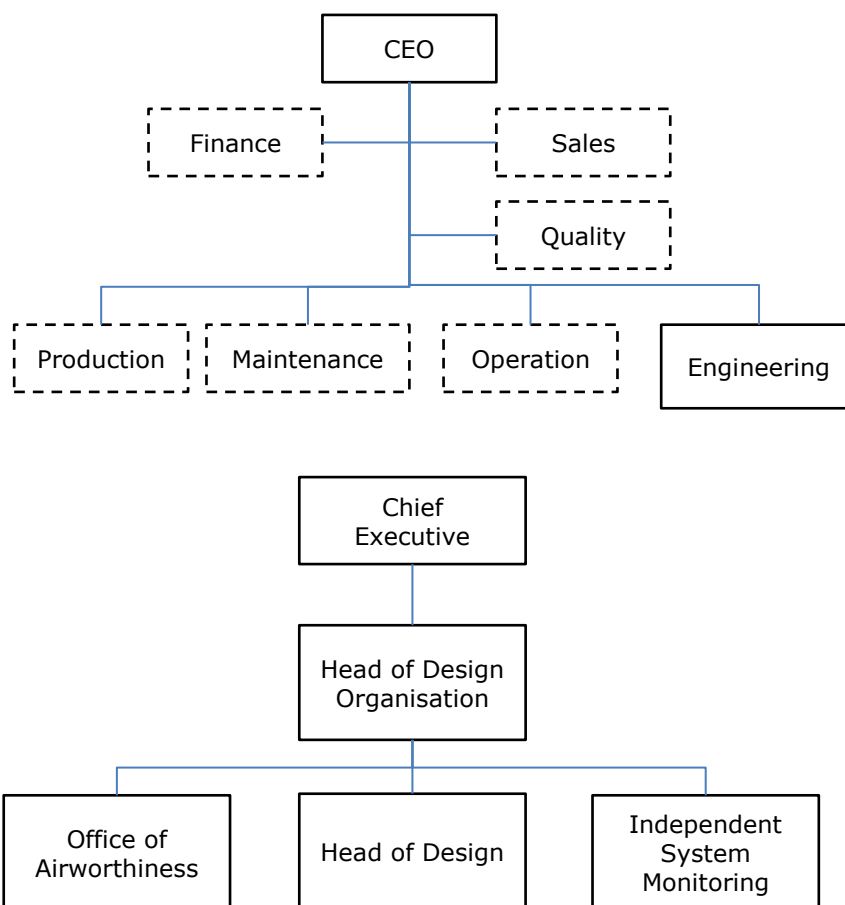 CEO
Finance
Sales
Quality
Production
Maintenance
Operation
Engineering
Chief
Executive
Head of Design
Organisation
Office of
Airworthiness
Head of Design
Independent
System
Monitoring